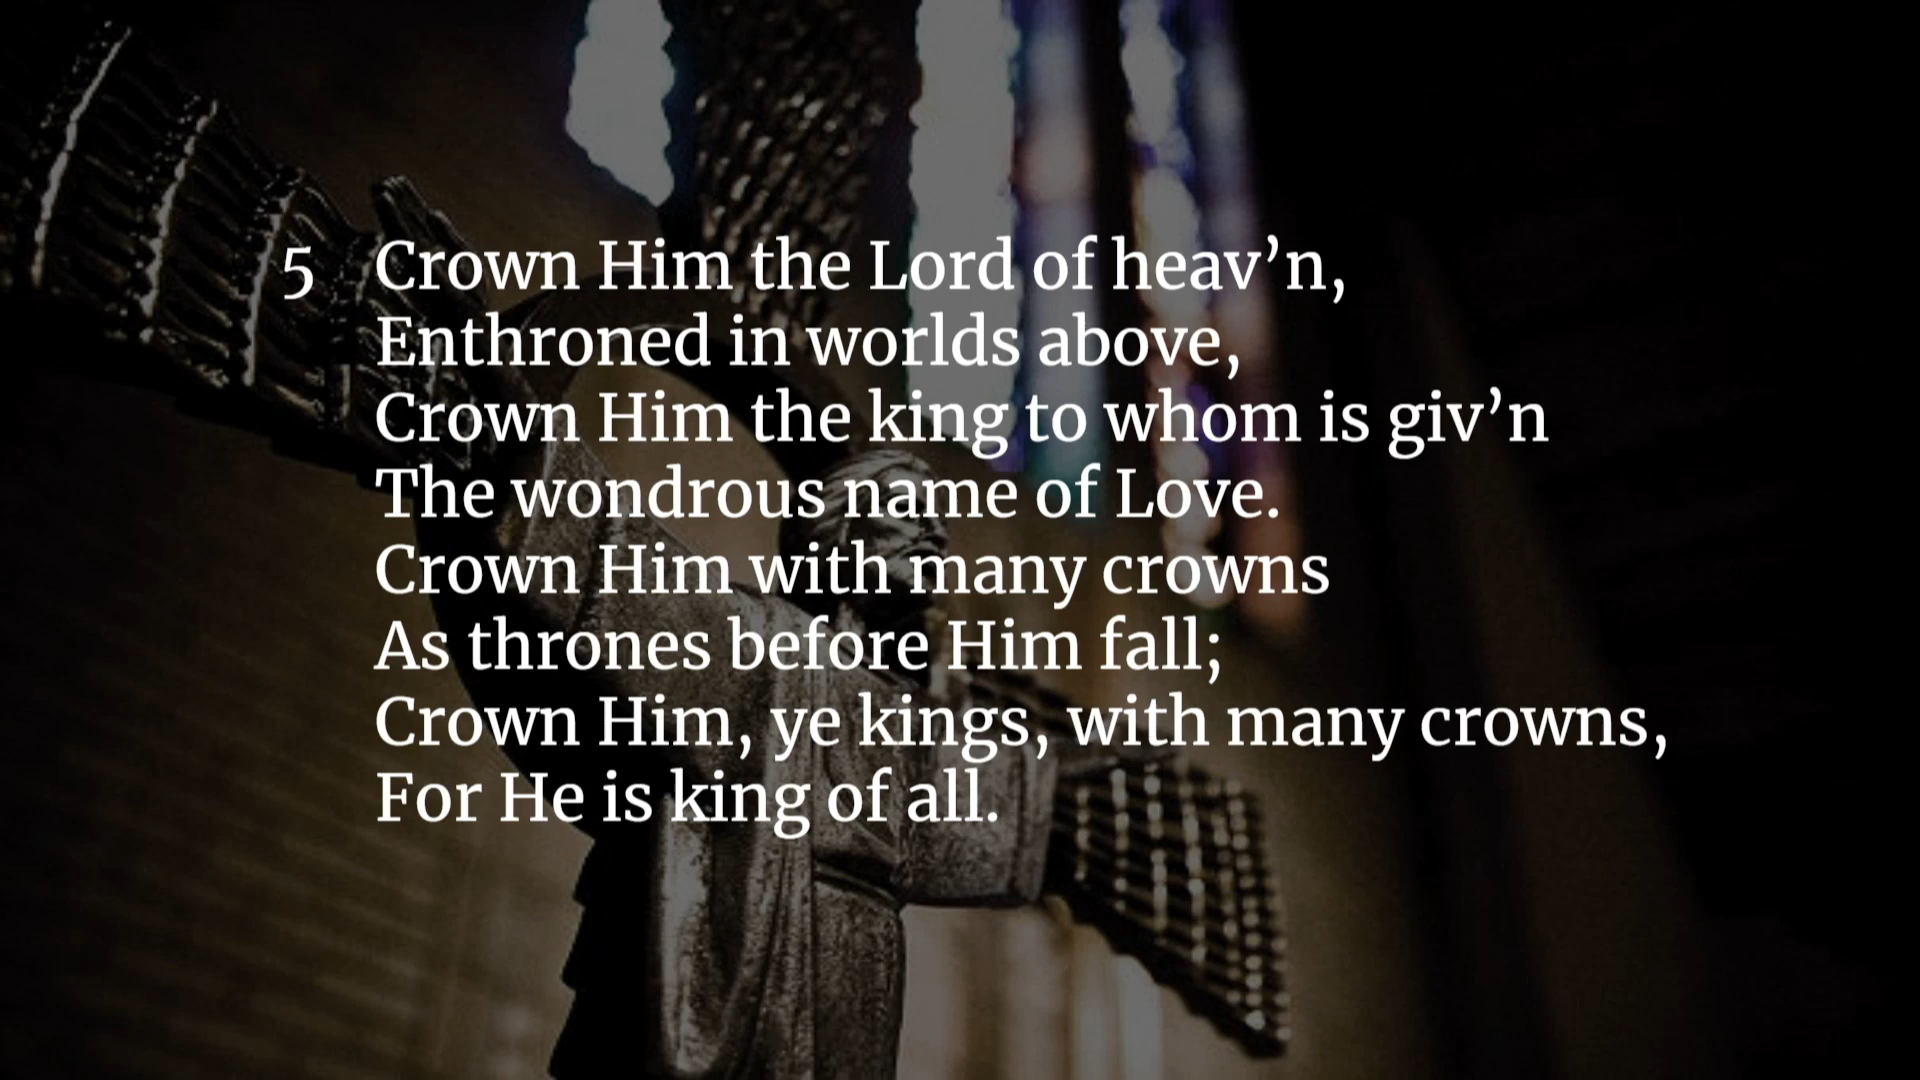 5 Crown Him the Lord of heav’n,
Enthroned in worlds above,
Crown Him the king to whom is giv’n
The wondrous name of Love.
Crown Him with many crowns
As thrones before Him fall;
Crown Him, ye kings, with many crowns,
For He is king of all.